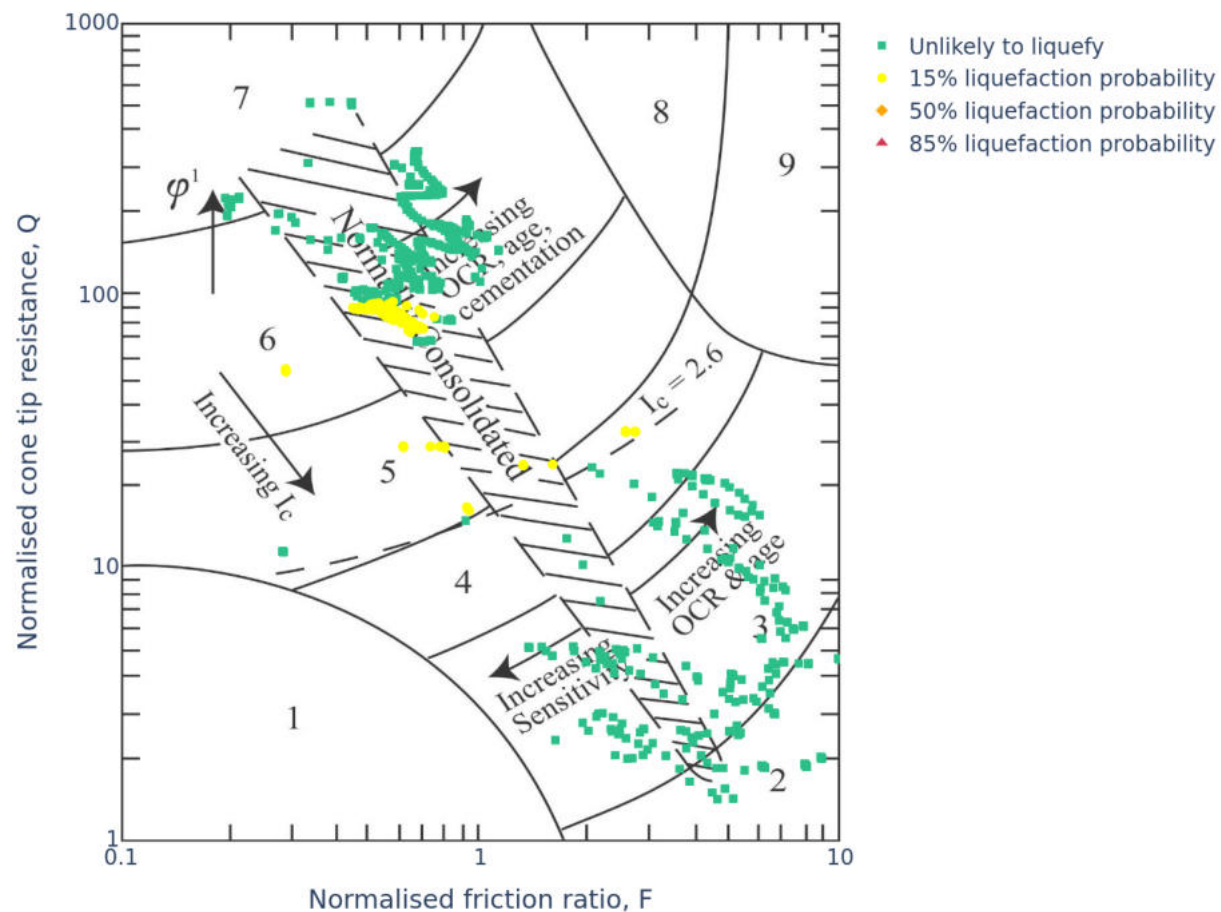 1000
100
10
1
0.1
1
10
Normalised cone tip resistance, Q
Normalised friction ratio, F
Unlikely to liquefy
15% liquefaction probability
50% liquefaction probability
85% liquefaction probability
7
8
9
φ¹
Increasing
OCR, age,
cementation
Normally Consolidated
6
Ic = 2.6
Increasing Ic
5
4
Increasing
OCR & age
3
Increasing
Sensitivity
1
2